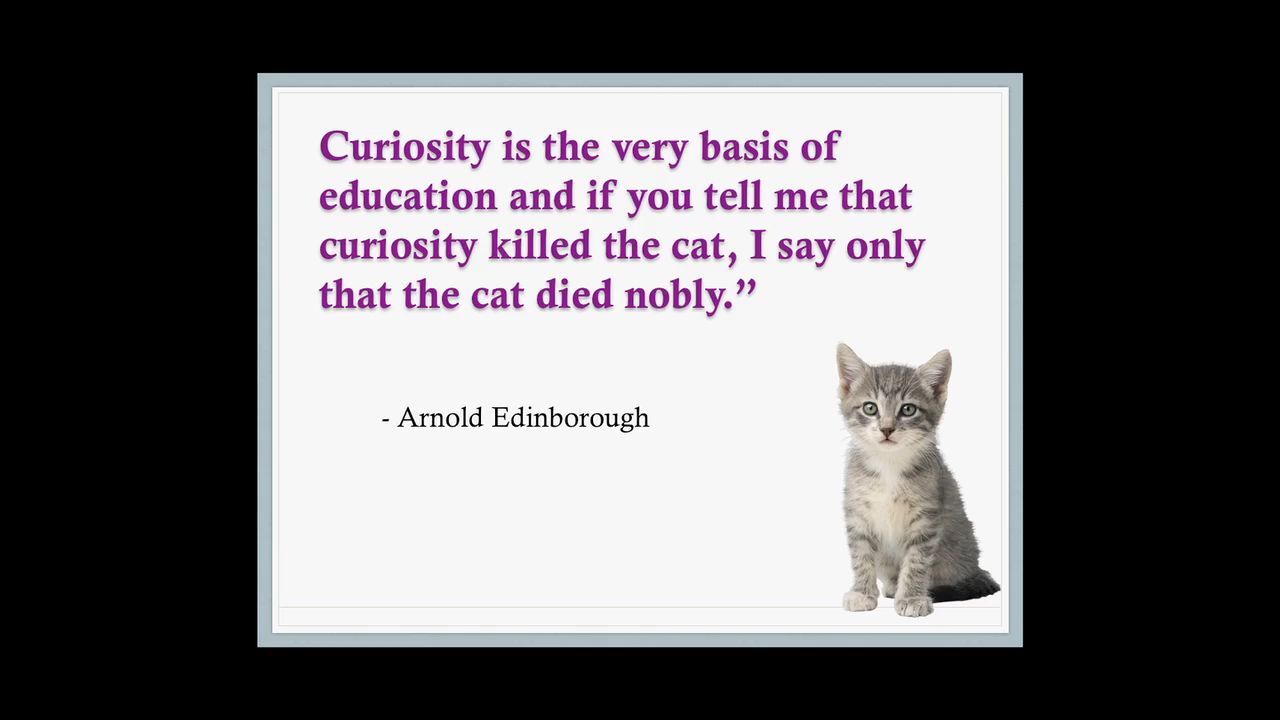 Curiosity is the very basis of
education and if you tell me that
curiosity killed the cat, I say only
that the cat died nobly.”
- Arnold Edinborough